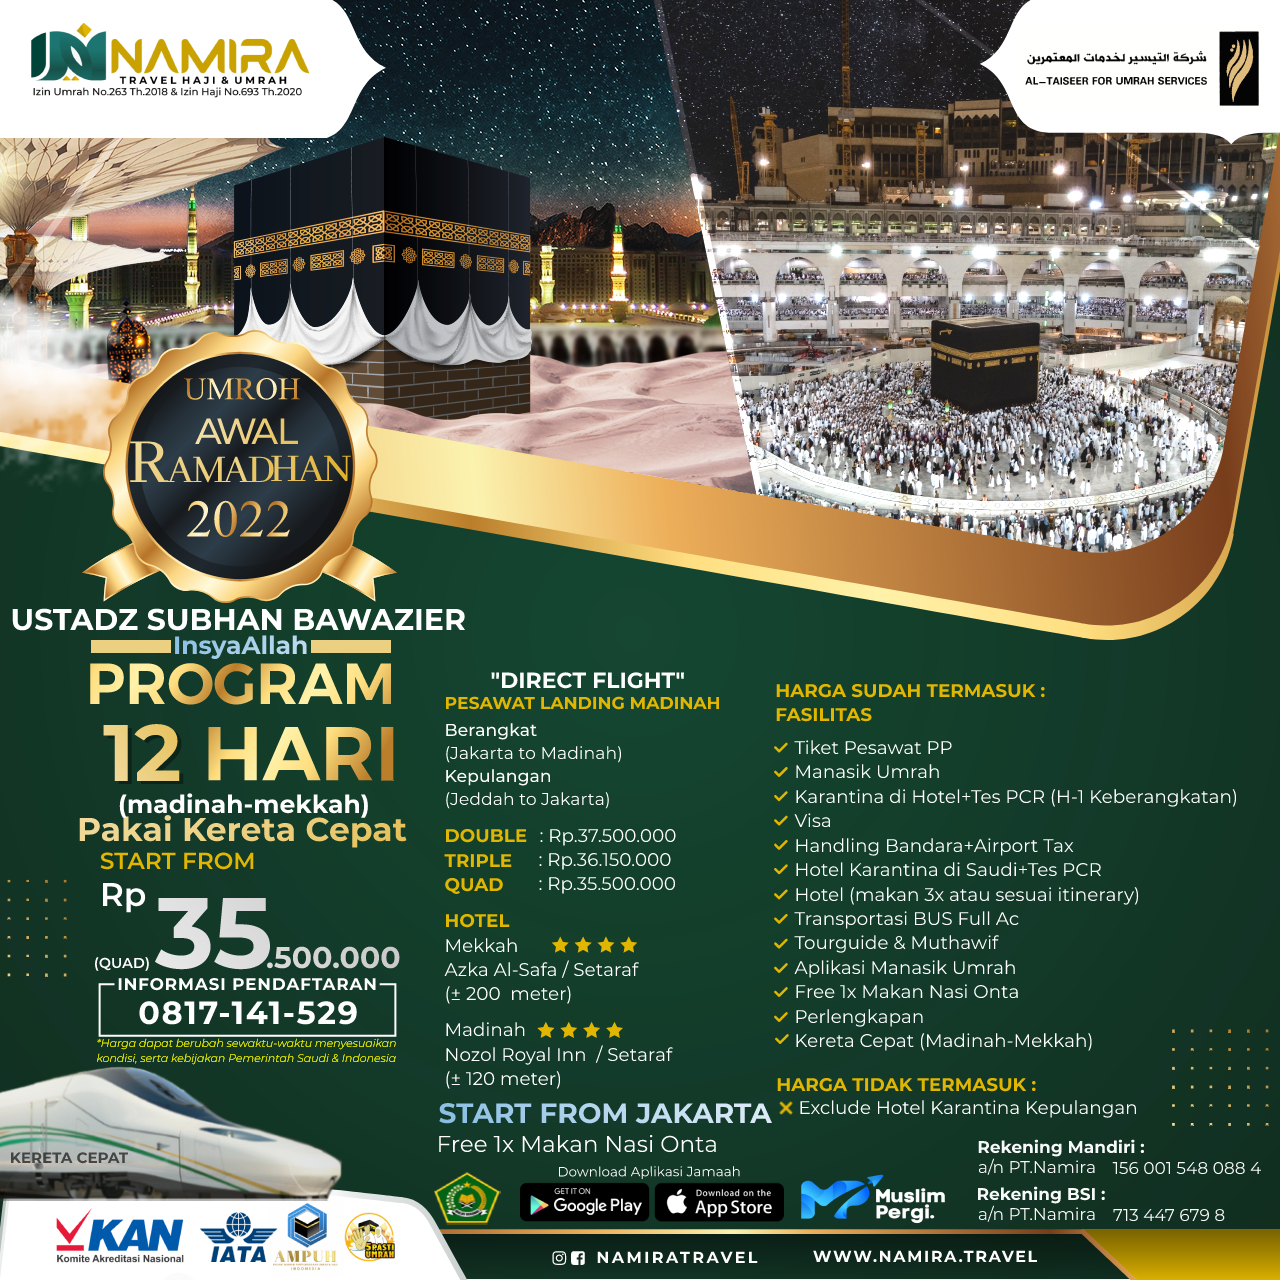 NAMIRA
TRAVEL HAJI & UMRAH
Izin Umrah No.263 Th.2018 & Izin Haji No.693 Th.2020
شركة التيسير لخدمات المعتمرين
AL-TAISEER FOR UMRAH SERVICES
UMROH
AWAL
RAMADHAN
2022
USTADZ SUBHAN BAWAZIER
InsyaAllah
PROGRAM
12 HARI
(madinah-mekkah)
Pakai Kereta Cepat
START FROM
Rp
(QUAD) 35.500.000
INFORMASI PENDAFTARAN
0817-141-529
*Harga dapat berubah sewaktu-waktu menyesuaikan
kondisi, serta kebijakan Pemerintah Saudi & Indonesia
KERETA CEPAT
"DIRECT FLIGHT"
PESAWAT LANDING MADINAH
Berangkat
(Jakarta to Madinah)
Kepulangan
(Jeddah to Jakarta)
DOUBLE : Rp.37.500.000
TRIPLE : Rp.36.150.000
QUAD : Rp.35.500.000
HOTEL
Mekkah
Azka Al-Safa / Setaraf
(± 200 meter)
Madinah
Nozol Royal Inn / Setaraf
(± 120 meter)
START FROM JAKARTA
Free 1x Makan Nasi Onta
HARGA SUDAH TERMASUK :
FASILITAS
Tiket Pesawat PP
Manasik Umrah
Karantina di Hotel+Tes PCR (H-1 Keberangkatan)
Visa
Handling Bandara+Airport Tax
Hotel Karantina di Saudi+Tes PCR
Hotel (makan 3x atau sesuai itinerary)
Transportasi BUS Full Ac
Tourguide & Muthawif
Aplikasi Manasik Umrah
Free 1x Makan Nasi Onta
Perlengkapan
Kereta Cepat (Madinah-Mekkah)
HARGA TIDAK TERMASUK :
Exclude Hotel Karantina Kepulangan
Rekening Mandiri :
a/n PT.Namira 156 001 548 088 4
Rekening BSI :
a/n PT.Namira 713 447 679 8
Download Aplikasi Jamaah
GET IT ON
Google Play
Download on the
App Store
Muslim
Pergi.
KAN
Komite Akreditasi Nasional
IATA
AMPUH
INDONESIA
5 PASTI
UMRAH
NAMIRATRAVEL
WWW.NAMIRA.TRAVEL